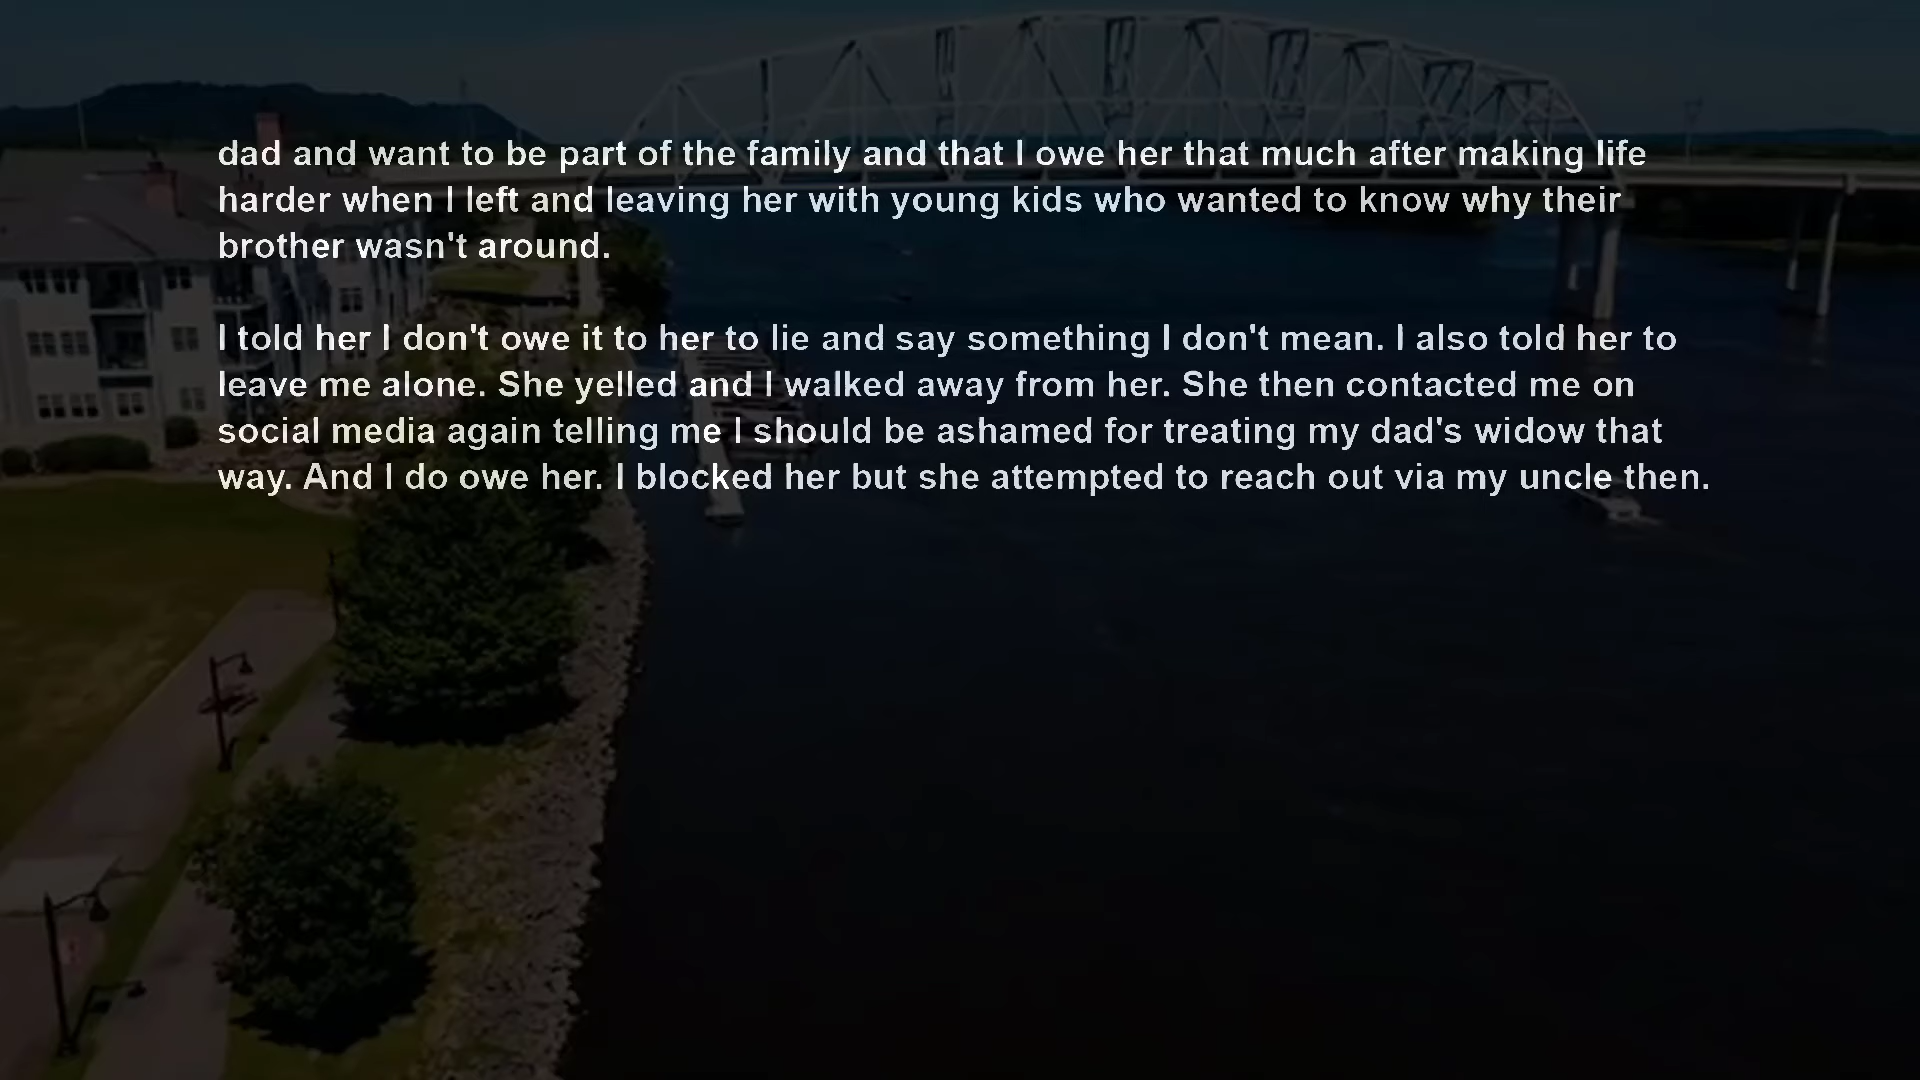 dad and want to be part of the family and that I owe her that much after making life
harder when I left and leaving her with young kids who wanted to know why their
brother wasn't around.
I told her I don't owe it to her to lie and say something I don't mean. I also told her to
leave me alone. She yelled and I walked away from her. She then contacted me on
social media again telling me I should be ashamed for treating my dad's widow that
way. And I do owe her. I blocked her but she attempted to reach out via my uncle then.